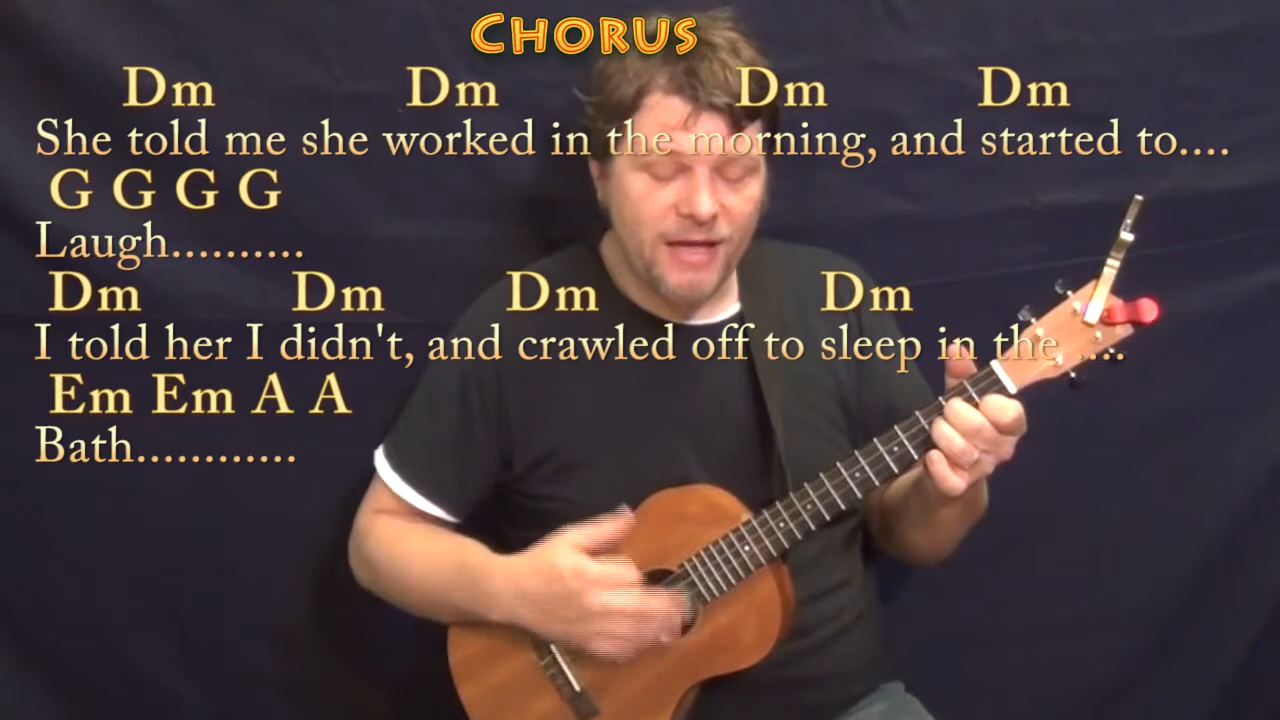 CHORUS
Dm Dm Dm Dm
She told me she worked in the morning, and started to....
G G G G
Laugh..........
Dm Dm Dm Dm
I told her I didn't, and crawled off to sleep in the ....
Em Em A A
Bath............